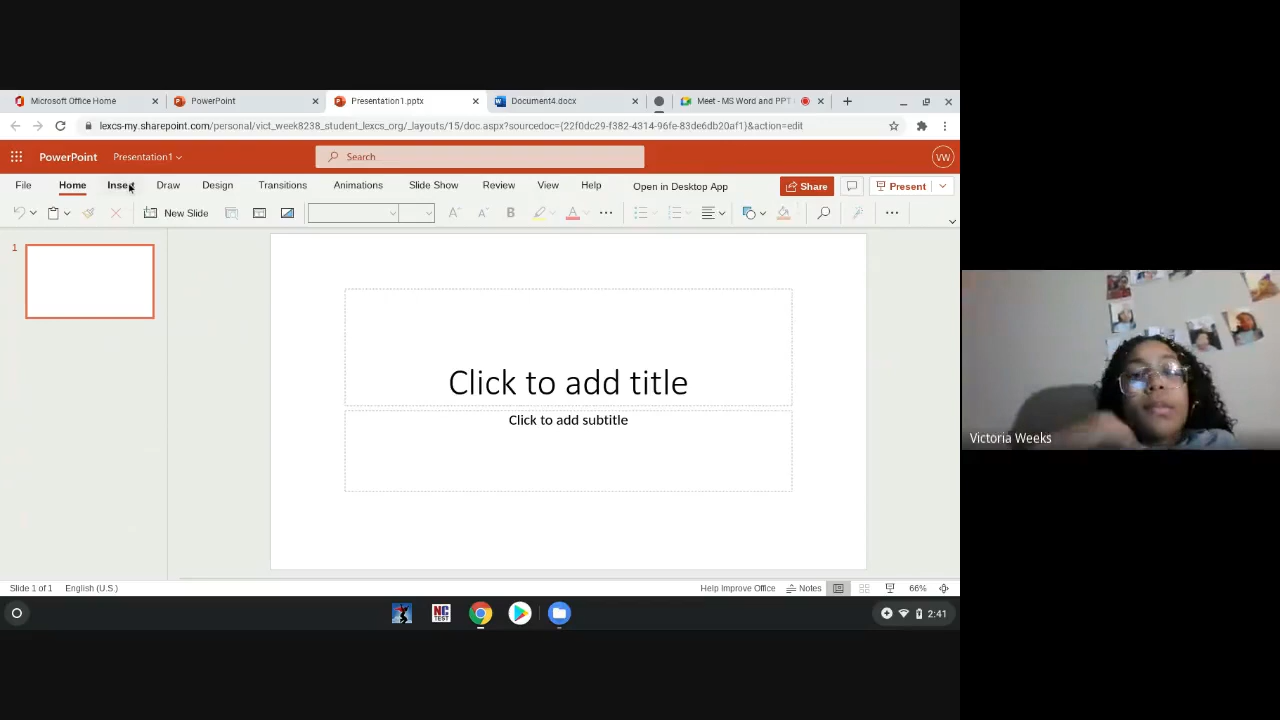 Microsoft Office Home
PowerPoint
Presentation1.pptx
Document4.docx
Meet - MS Word and PPT
lexcs-my.sharepoint.com/personal/vict_week8238_student_lexcs_org/_layouts/15/doc.aspx?sourcedoc={22f0dc29-f382-4314-96fe-83de6db20af1}&action=edit
PowerPoint Presentation1 Search VW
File Home Insert Draw Design Transitions Animations Slide Show Review View Help Open in Desktop App Share Present
New Slide A A B A
1
Click to add title
Click to add subtitle
Victoria Weeks
Slide 1 of 1 English (U.S.) Help Improve Office Notes 66%
NC TEST 2:41